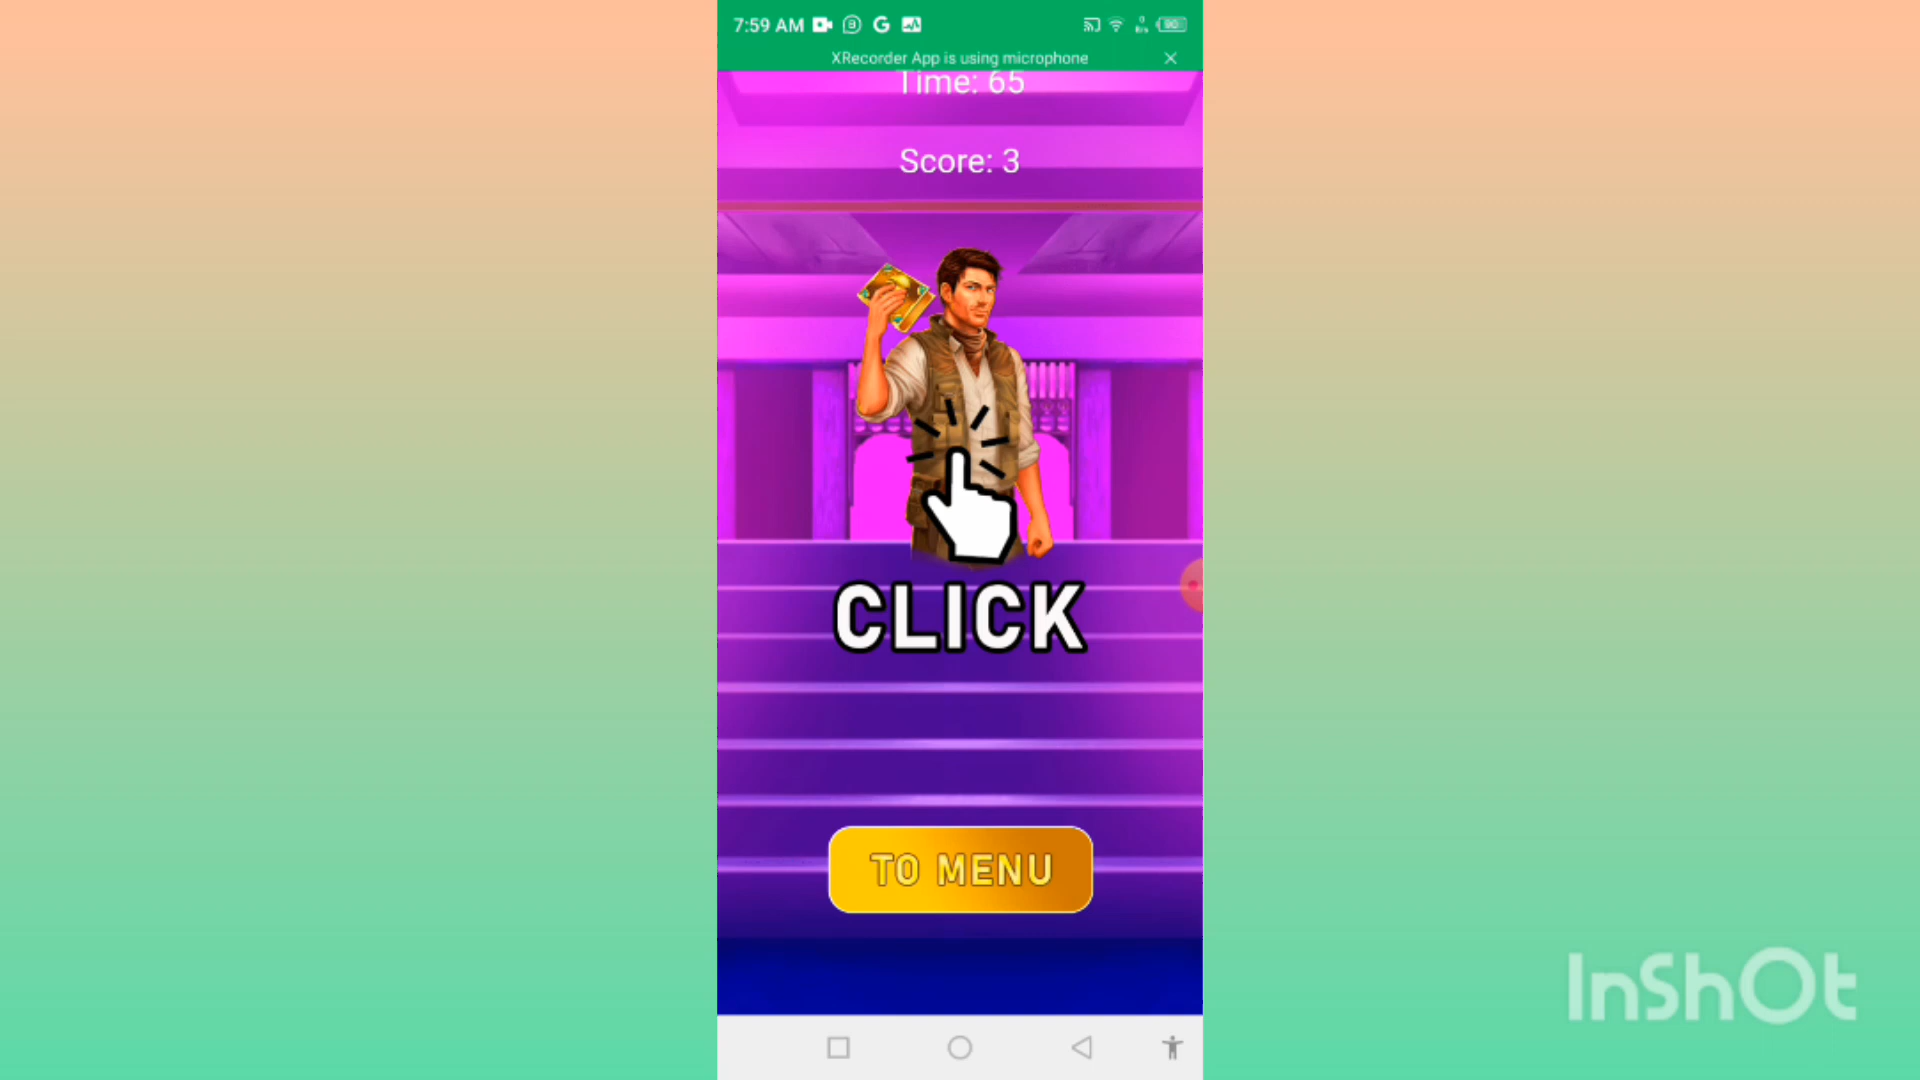 7:59 AM
XRecorder App is using microphone
Time: 65
Score: 3
CLICK
TO MENU
InShOt